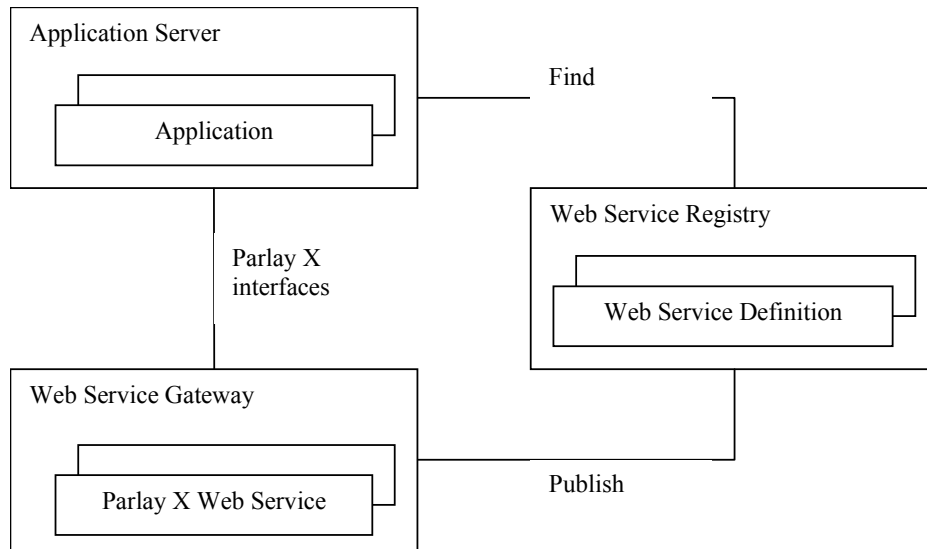 Application Server
Find
Application
Web Service Registry
Parlay X
interfaces
Web Service Definition
Web Service Gateway
Publish
Parlay X Web Service